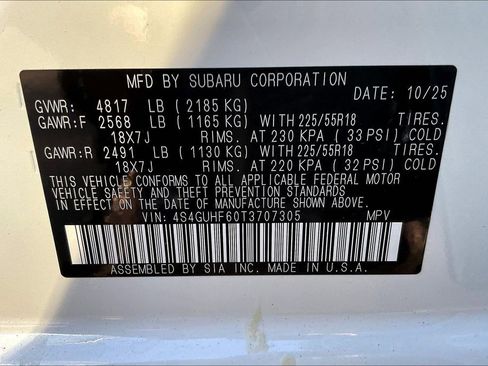 MFD BY SUBARU CORPORATION
DATE: 10/25
GVWR: 4817 LB (2185 KG)
GAWR:F 2568 LB (1165 KG) WITH 225/55R18 TIRES.
18X7J RIMS. AT 230 KPA (33 PSI) COLD
GAWR:R 2491 LB (1130 KG) WITH 225/55R18 TIRES.
18X7J RIMS. AT 220 KPA (32 PSI) COLD
THIS VEHICLE CONFORMS TO ALL APPLICABLE FEDERAL MOTOR
VEHICLE SAFETY AND THEFT PREVENTION STANDARDS
IN EFFECT ON THE DATE OF MANUFACTURE SHOWN ABOVE.
VIN: 4S4GUHF60T3707305 MPV
ASSEMBLED BY SIA INC. MADE IN U.S.A.